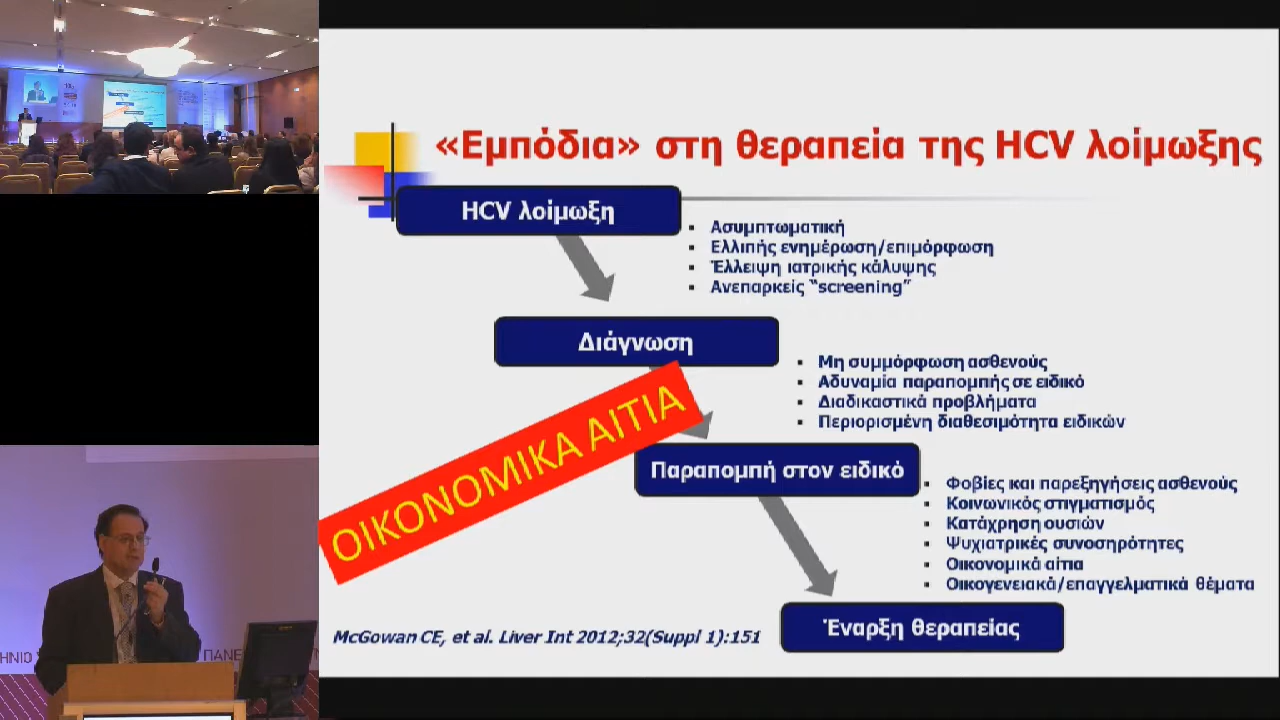 «Εμπόδια» στη θεραπεία της HCV λοίμωξης
HCV λοίμωξη
▪ Ασυμπτωματική
▪ Ελλιπής ενημέρωση/επιμόρφωση
▪ Έλλειψη ιατρικής κάλυψης
▪ Ανεπαρκείς “screening”
Διάγνωση
▪ Μη συμμόρφωση ασθενούς
▪ Αδυναμία παραπομπής σε ειδικό
▪ Διαδικαστικά προβλήματα
▪ Περιορισμένη διαθεσιμότητα ειδικών
ΟΙΚΟΝΟΜΙΚΑ ΑΙΤΙΑ
Παραπομπή στον ειδικό
▪ Φοβίες και παρεξηγήσεις ασθενούς
▪ Κοινωνικός στιγματισμός
▪ Κατάχρηση ουσιών
▪ Ψυχιατρικές συνοσηρότητες
▪ Οικονομικά αίτια
▪ Οικογενειακά/επαγγελματικά θέματα
Έναρξη θεραπείας
McGowan CE, et al. Liver Int 2012;32(Suppl 1):151
ΠΑΝΕ